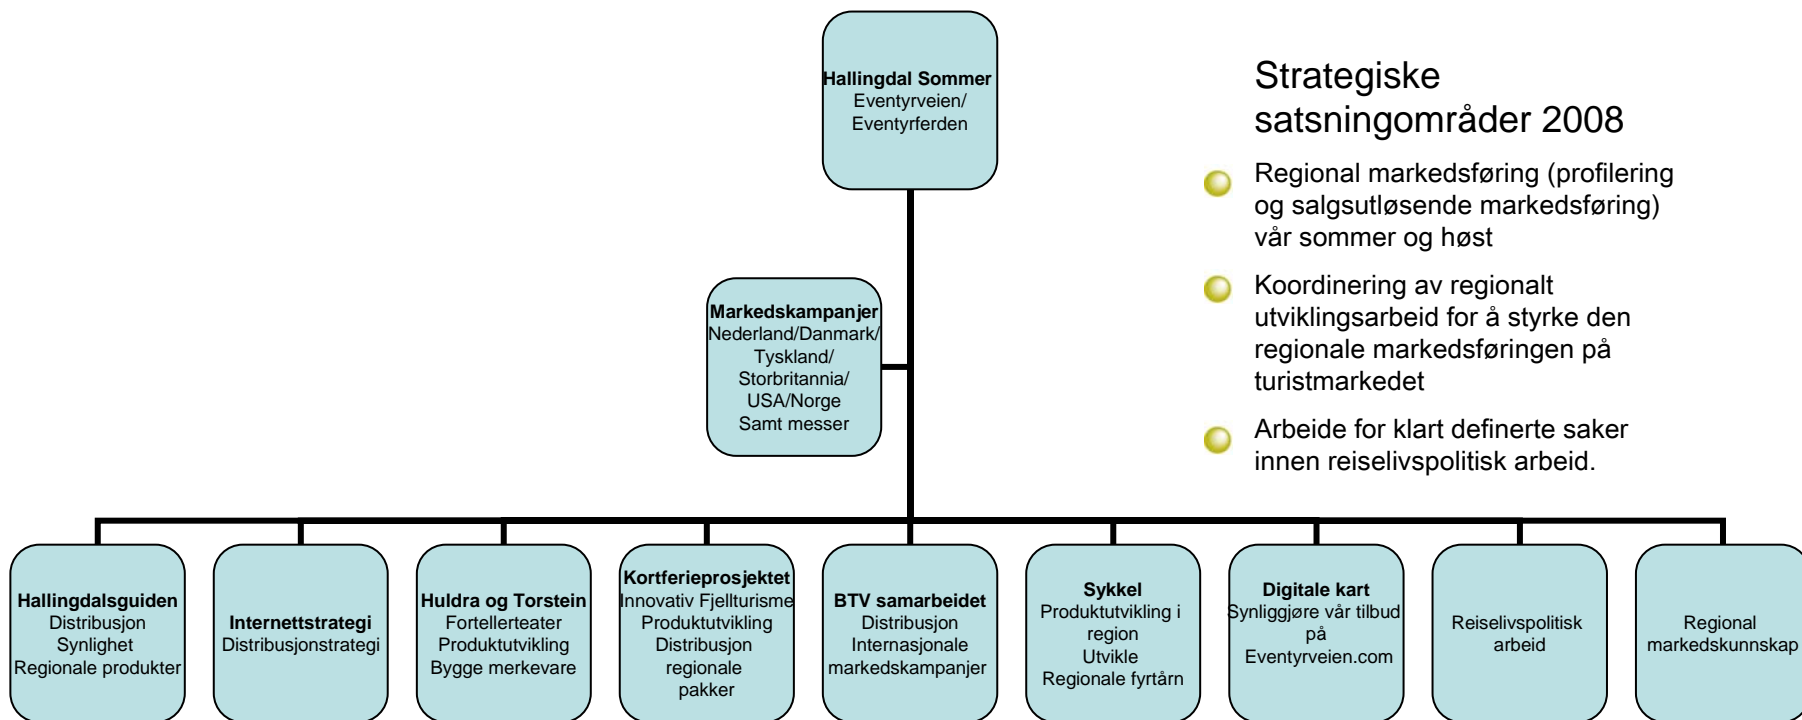 Hallingdal Sommer
Eventyrveien/
Eventyrferden
Strategiske
satsningområder 2008
Regional markedsføring (profilering
og salgsutløsende markedsføring)
vår sommer og høst
Koordinering av regionalt
utviklingsarbeid for å styrke den
regionale markedsføringen på
turistmarkedet
Arbeide for klart definerte saker
innen reiselivspolitisk arbeid.
Markedskampanjer
Nederland/Danmark/
Tyskland/
Storbritannia/
USA/Norge
Samt messer
Hallingdalsguiden
Distribusjon
Synlighet
Regionale produkter
Internettstrategi
Distribusjonstrategi
Huldra og Torstein
Fortellerteater
Produktutvikling
Bygge merkevare
Kortferieprosjektet
Innovativ Fjellturisme
Produktutvikling
Distribusjon
regionale
pakker
BTV samarbeidet
Distribusjon
Internasjonale
markedskampanjer
Sykkel
Produktutvikling i
region
Utvikle
Regionale fyrtårn
Digitale kart
Synliggjøre vår tilbud
på
Eventyrveien.com
Reiselivspolitisk
arbeid
Regional
markedskunnskap